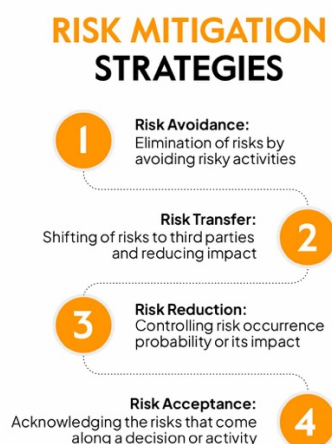 RISK MITIGATION
STRATEGIES
1
Risk Avoidance:
Elimination of risks by
avoiding risky activities
Risk Transfer:
Shifting of risks to third parties
and reducing impact
2
3
Risk Reduction:
Controlling risk occurrence
probability or its impact
Risk Acceptance:
Acknowledging the risks that come
along a decision or activity
4